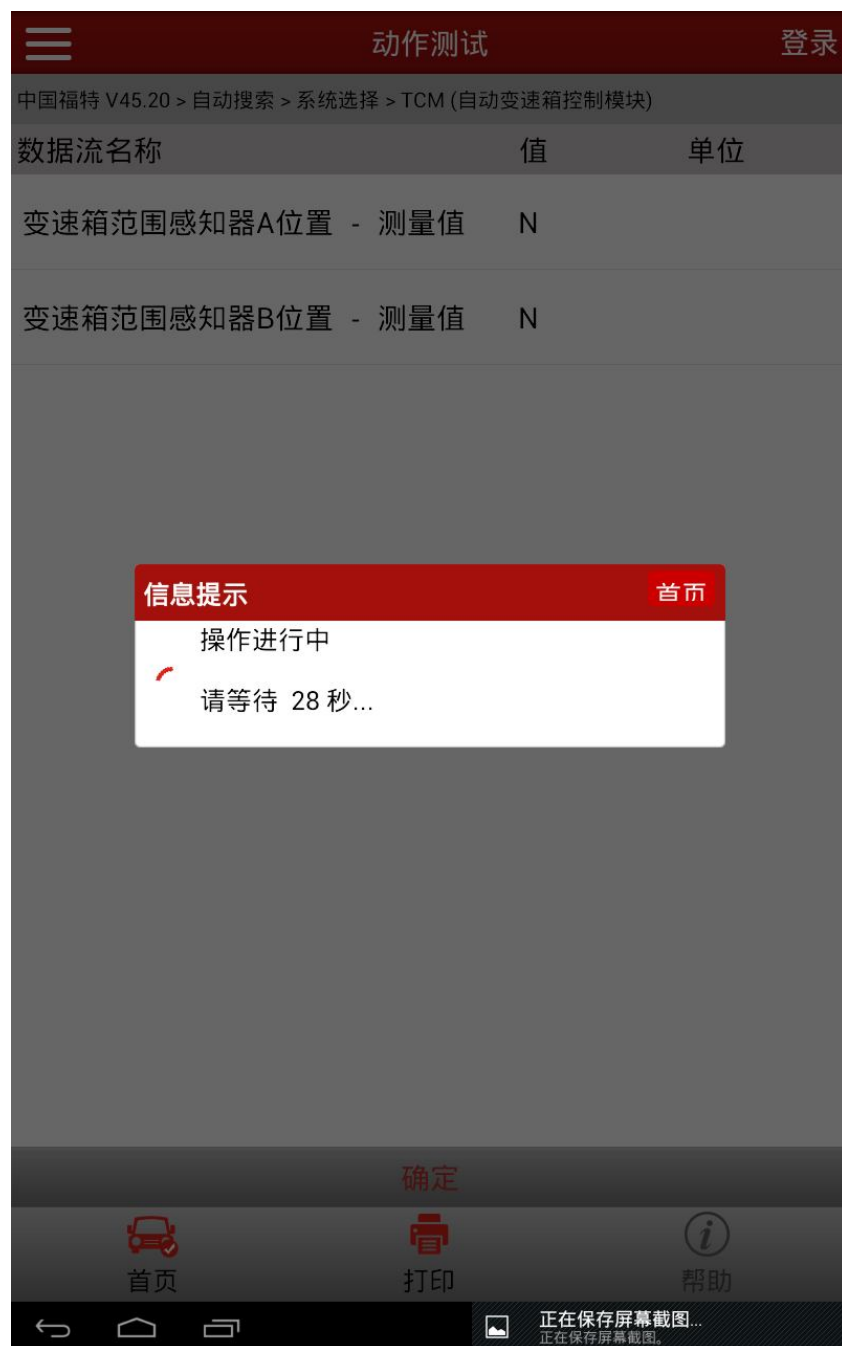 动作测试
登录
中国福特 V45.20 > 自动搜索 > 系统选择 > TCM (自动变速箱控制模块)
数据流名称 值 单位
变速箱范围感知器A位置 - 测量值 N
变速箱范围感知器B位置 - 测量值 N
信息提示
首页
操作进行中
请等待 28 秒...
确定
首页
打印
帮助
正在保存屏幕截图...
正在保存屏幕截图。